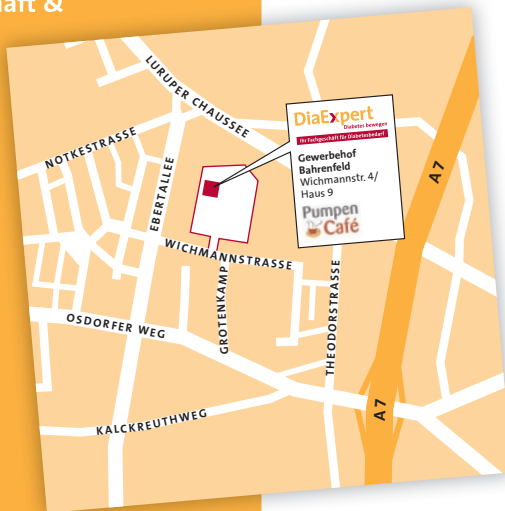 &
LURUPER CHAUSSEE
NOTKESTRASSE
EBERTALLEE
DiaExpert
Diabetes bewegen
Ihr Fachgeschäft für Diabetesbedarf
Gewerbehof
Bahrenfeld
Wichmannstr. 4/
Haus 9
Pumpen
Café
A7
WICHMANNSTRASSE
GROTENKAMP
THEODORSTRASSE
OSDORFER WEG
A7
KALCKREUTHWEG